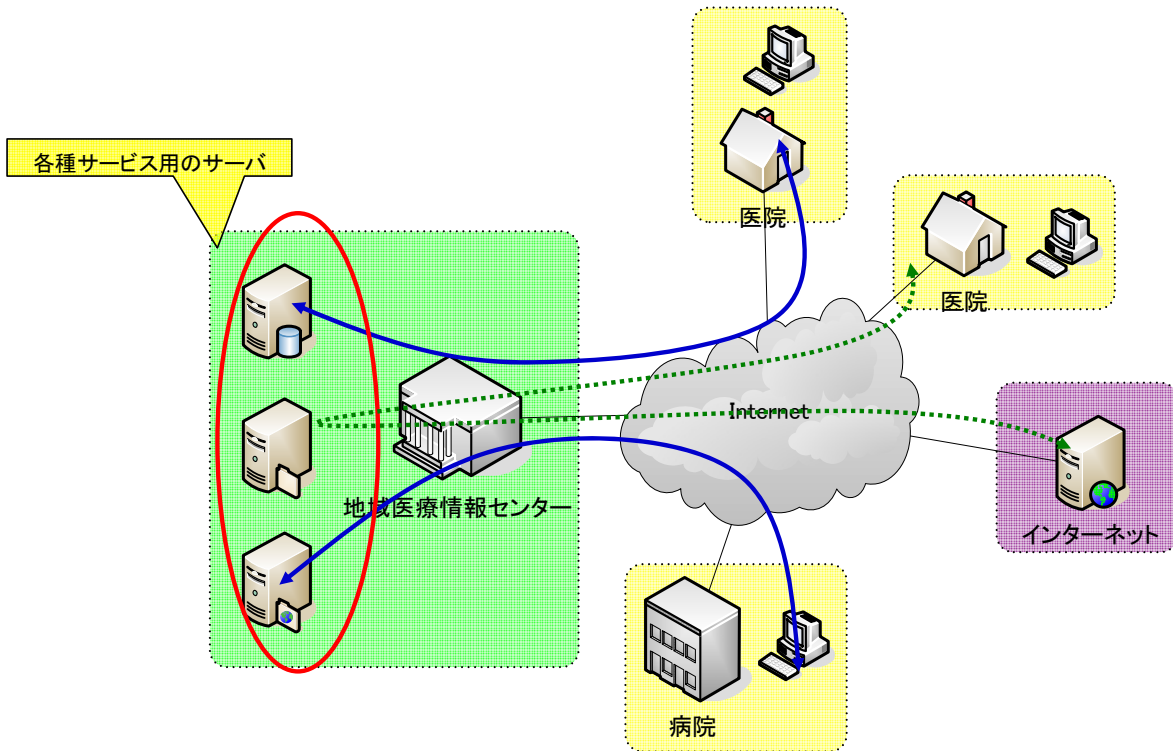 各種サービス用のサーバ
医院
医院
Internet
地域医療情報センター
インターネット
病院